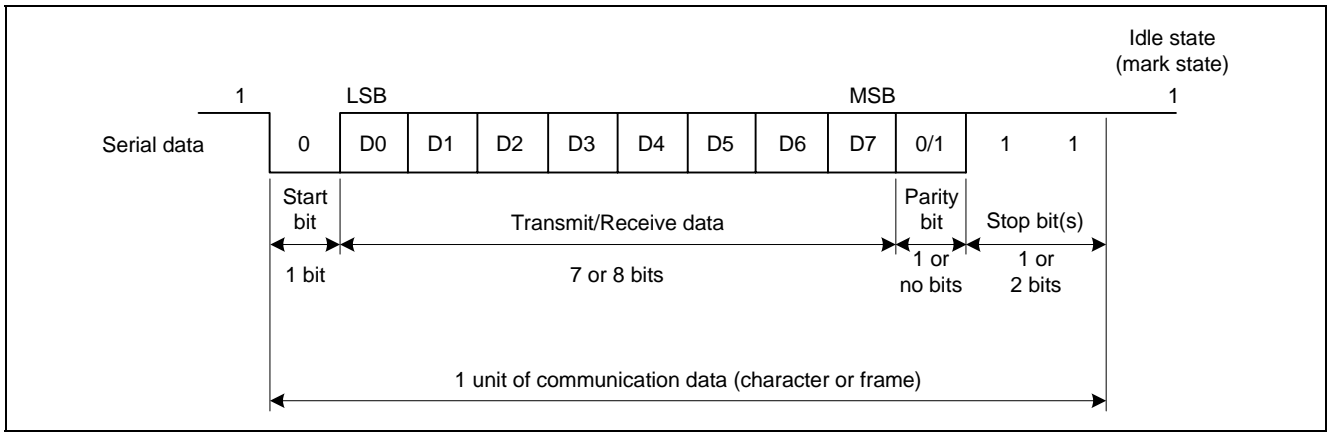 Idle state
(mark state)
1 LSB MSB 1
Serial data 0 D0 D1 D2 D3 D4 D5 D6 D7 0/1 1 1
Start
bit
Transmit/Receive data
Parity
bit
Stop bit(s)
1 bit
7 or 8 bits
1 or
no bits
1 or
2 bits
1 unit of communication data (character or frame)